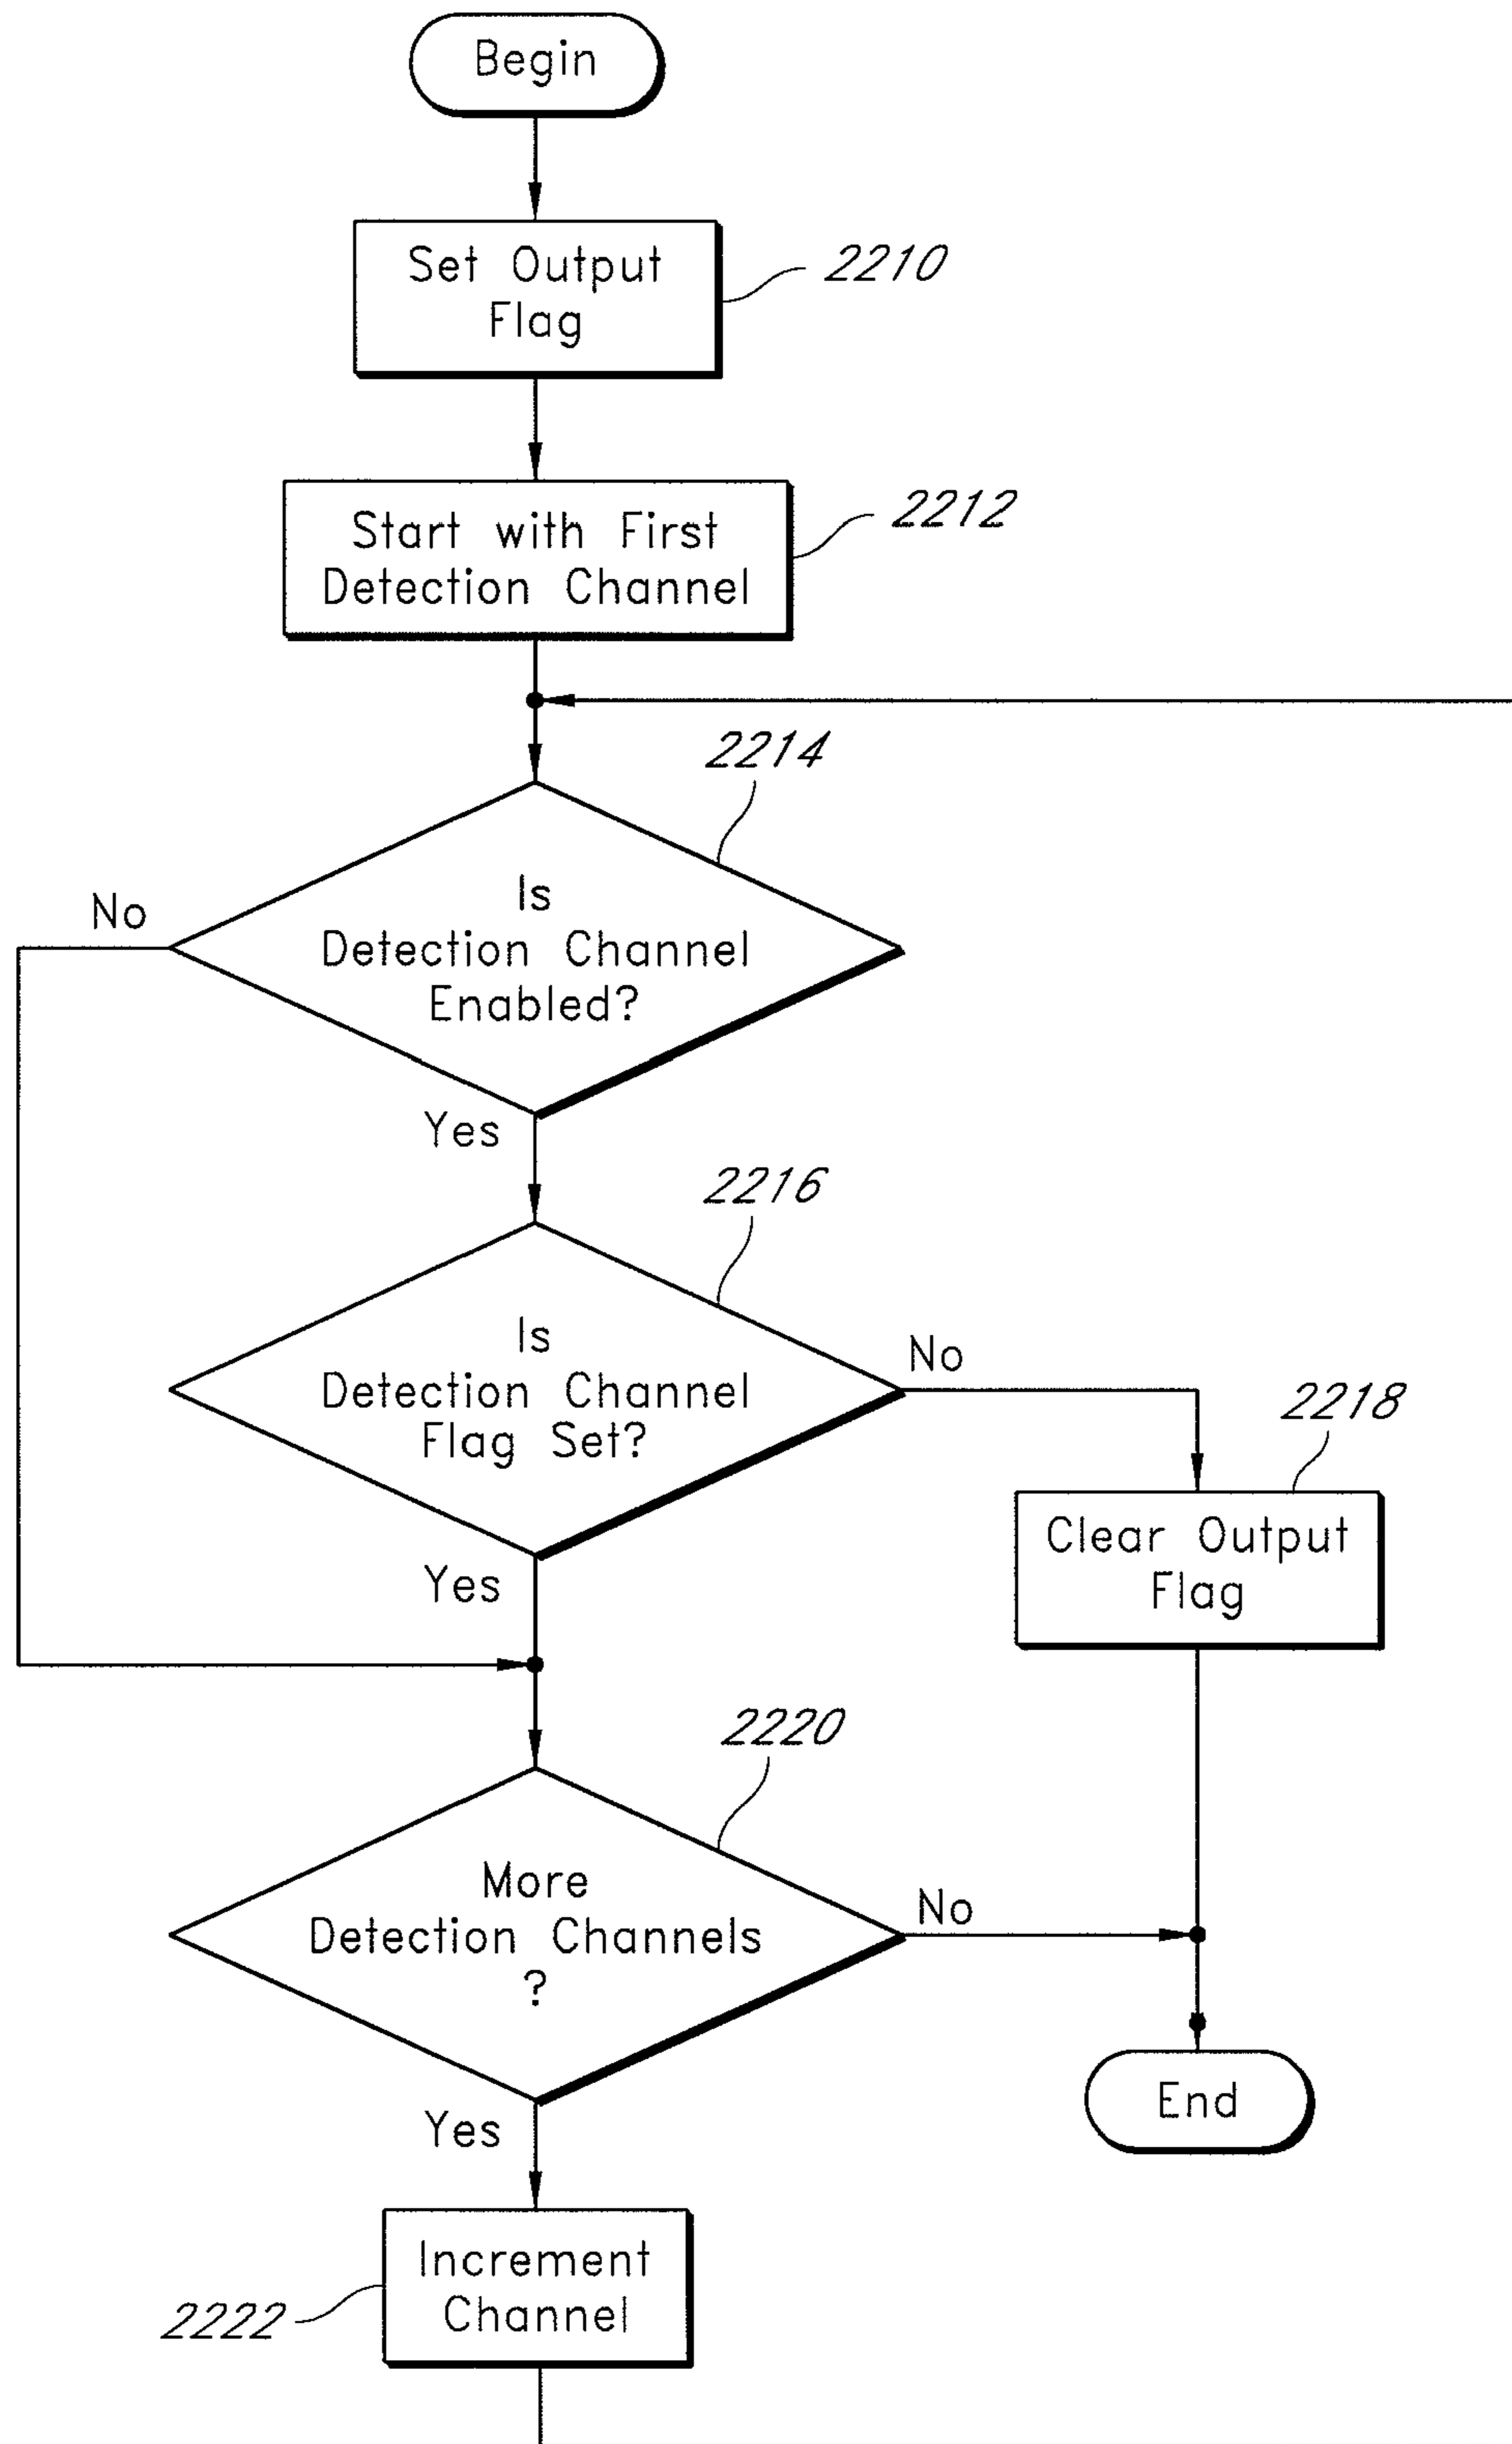 Begin
Set Output
Flag
2210
Start with First
Detection Channel
2212
2214
Is
Detection Channel
Enabled?
No
Yes
2216
Is
Detection Channel
Flag Set?
No
Yes
2218
Clear Output
Flag
2220
More
Detection Channels
?
No
Yes
End
Increment
Channel
2222